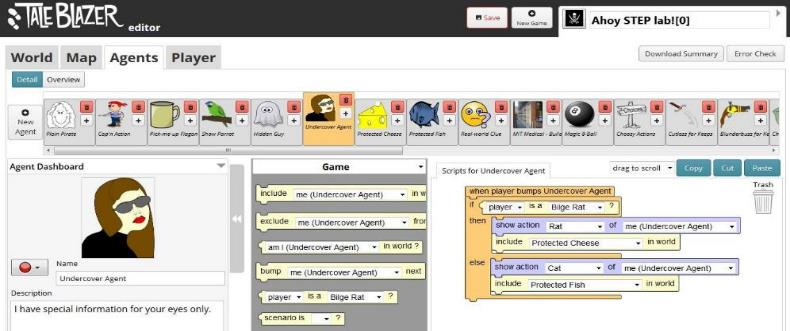 TALEBLAZER editor
Save
New Game
Ahoy STEP lab![0]
World Map Agents Player
Download Summary
Error Check
Detail Overview
New Agent
Plain Pirate
Cap'n Action
Pick-me-up Flagon
Show Parrot
Hidden Guy
Undercover Agent
Protected Cheese
Protected Fish
Real-world Clue
MIT Medical - Buil
Magic 8-Ball
Choices
Choosy Actions
Cutlass for Keeps
Blunderbuss for Ke
Agent Dashboard
Name
Undercover Agent
Description
I have special information for your eyes only.
Game
include me (Undercover Agent) in w
exclude me (Undercover Agent) fror
am I (Undercover Agent) in world ?
bump me (Undercover Agent) next
player is a Bilge Rat ?
scenario is ?
Scripts for Undercover Agent
drag to scroll
Copy
Cut
Paste
Trash
when player bumps Undercover Agent
if player is a Bilge Rat ?
then show action Rat of me (Undercover Agent)
include Protected Cheese in world
else show action Cat of me (Undercover Agent)
include Protected Fish in world